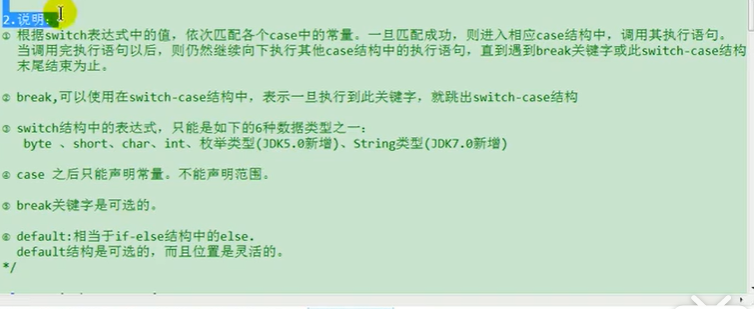 2.说明:
① 根据switch表达式中的值，依次匹配各个case中的常量。一旦匹配成功，则进入相应case结构中，调用其执行语句。
当调用完执行语句以后，则仍然继续向下执行其他case结构中的执行语句，直到遇到break关键字或此switch-case结构
末尾结束为止。
② break,可以使用在switch-case结构中，表示一旦执行到此关键字，就跳出switch-case结构
③ switch结构中的表达式，只能是如下的6种数据类型之一：
byte 、short、char、int、枚举类型(JDK5.0新增)、String类型(JDK7.0新增)
④ case 之后只能声明常量。不能声明范围。
⑤ break关键字是可选的。
⑥ default:相当于if-else结构中的else.
default结构是可选的，而且位置是灵活的。
*/